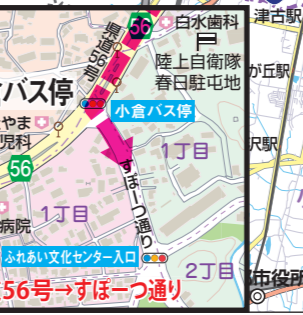 56
白水歯科
県道56号
陸上自衛隊
春日駐屯地
バス停
小倉バス停
やま
児科
すぽーつ通り
1丁目
56
1丁目
病院
ふれあい文化センター入口
2丁目
56号→すぽーつ通り
津古駅
が丘駅
沢駅
市役所